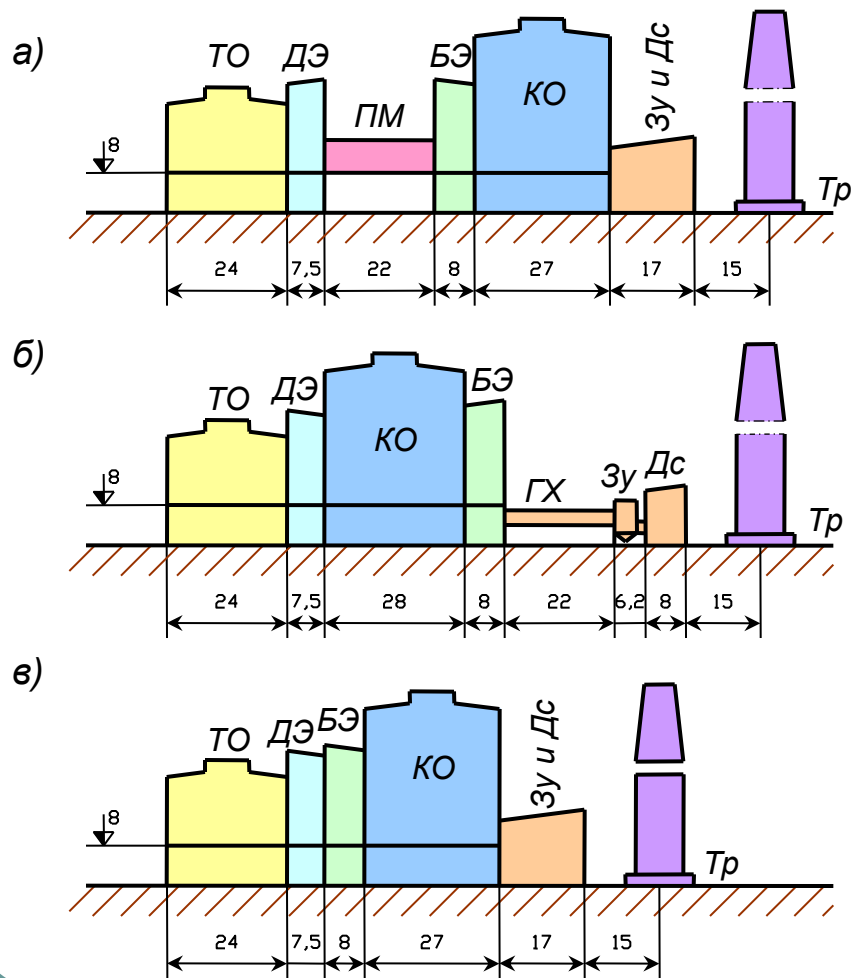 а)
ТО ДЭ ПМ БЭ КО Зу и Дс Тр
8
24 7,5 22 8 27 17 15
б)
ТО ДЭ КО БЭ ГХ Зу Дс Тр
8
24 7,5 28 8 22 6,2 8 15
в)
ТО ДЭ БЭ КО Зу и Дс Тр
8
24 7,5 8 27 17 15